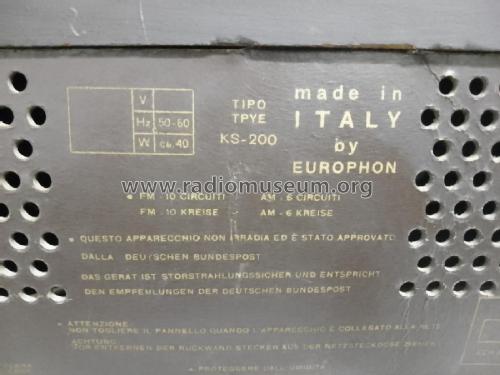 V
Hz 50-60
W Ca. 40
TIPO
TPYE
KS-200
made in
ITALY
by
EUROPHON
www.radiomuseum.org
FM - 10 CIRCUITI AM - 6 CIRCUITI
FM - 10 KREISE AM - 6 KREISE
QUESTO APPARECCHIO NON IRRADIA ED È STATO APPROVATO
DALLA DEUTSCHEN BUNDESPOST
DAS GERAT IST STORSTRAHLUNGSSICHER UND ENTSPRICHT
DEN EMPFEHLUNGEN DER DEUTSCHEN BUNDESPOST
ATTENZIONE
NON TOGLIERE IL PANNELLO QUANDO L'APPARECCHIO È COLLEGATO ALLA RETE
ACHTUNG
ZUR ENTFERNEN DER RUCKWAND STECKER AUS DER NETZSTECKDOSE ZIEHEN
PROTEGGERE DALL'UMIDITÀ